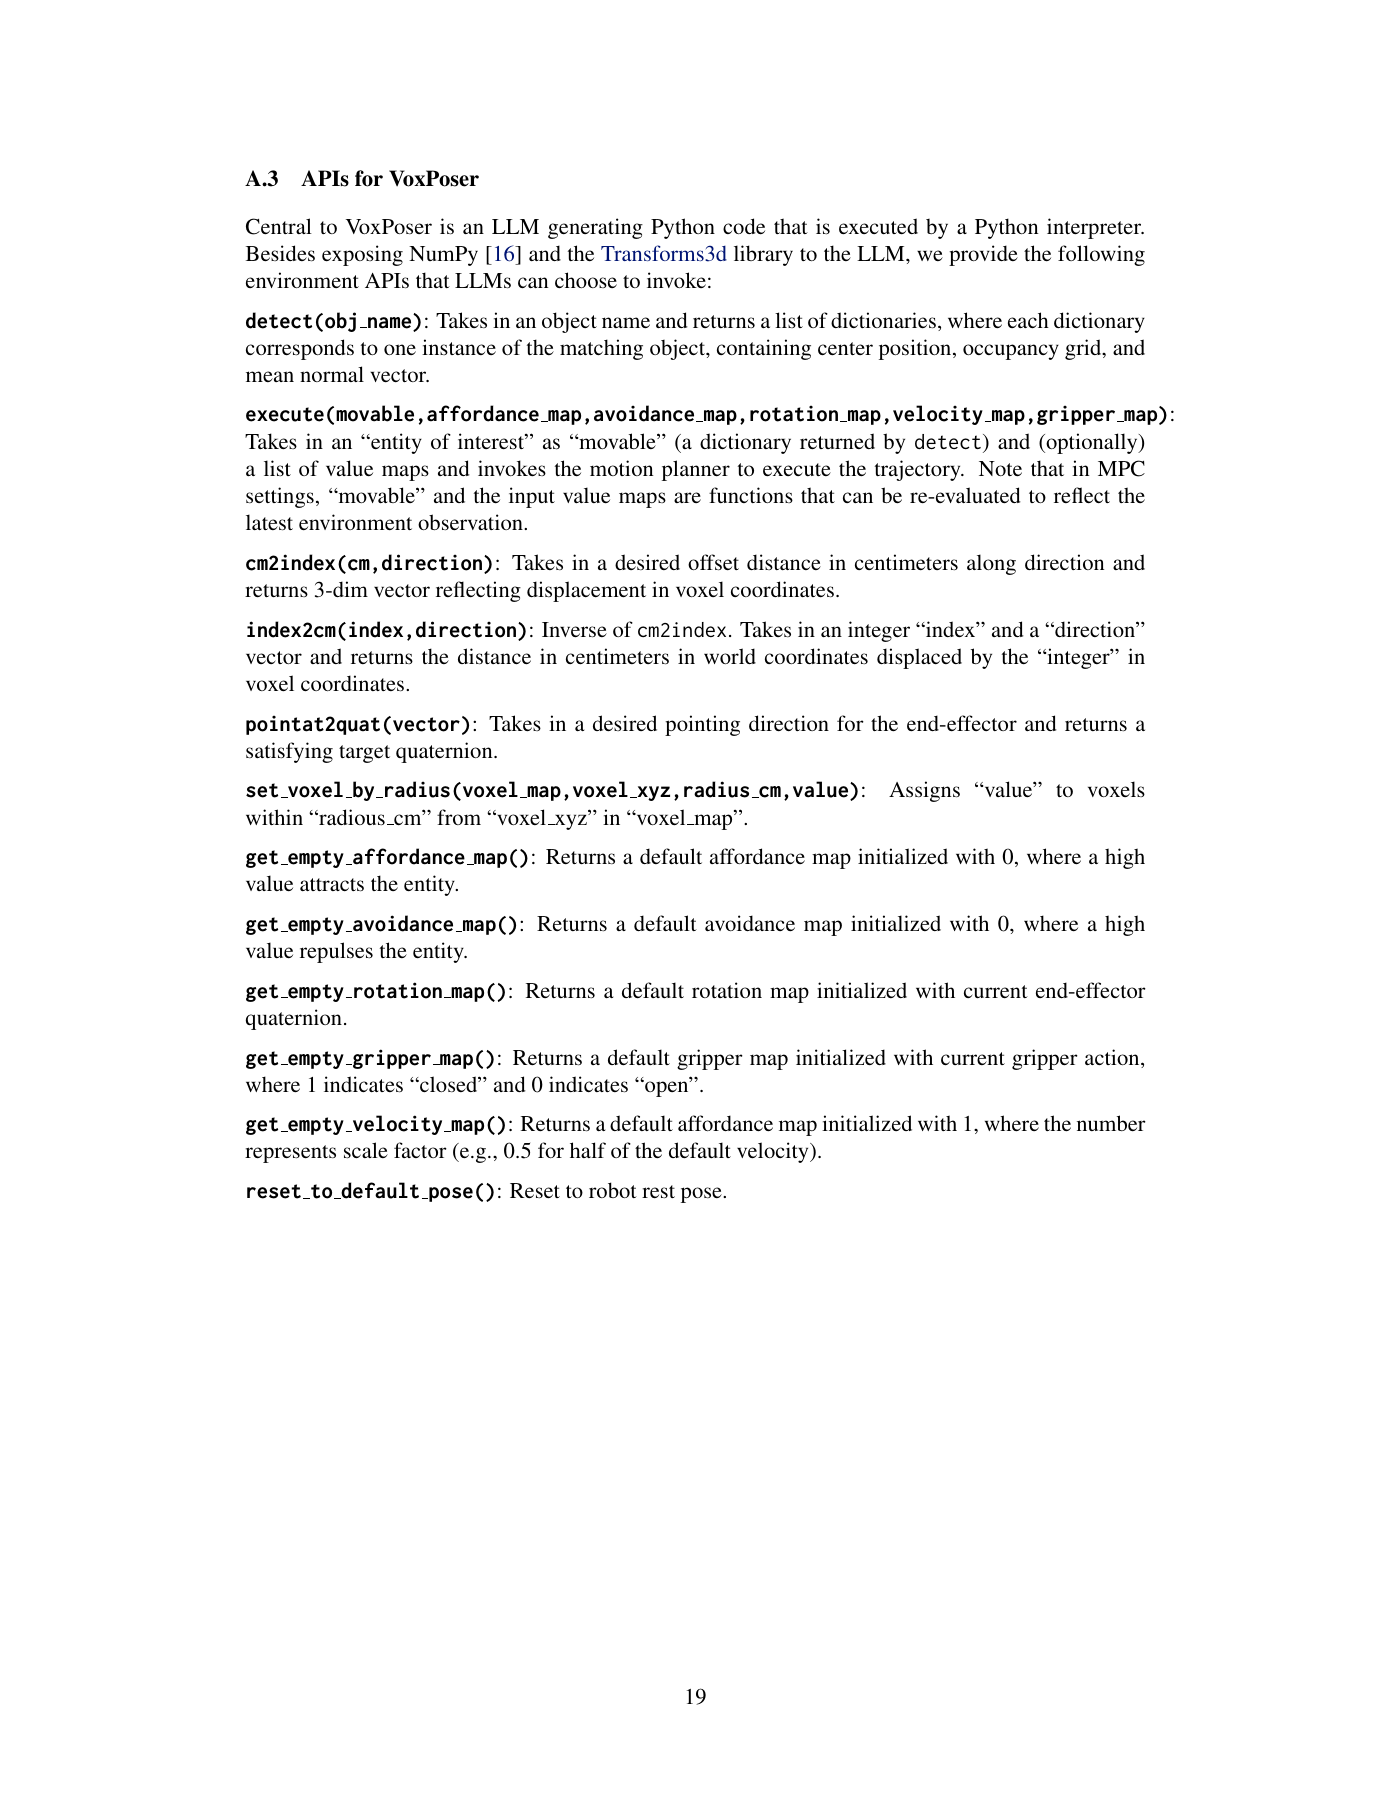 A.3 APIs for VoxPoser
Central to VoxPoser is an LLM generating Python code that is executed by a Python interpreter.
Besides exposing NumPy [16] and the Transforms3d library to the LLM, we provide the following
environment APIs that LLMs can choose to invoke:
detect(obj_name): Takes in an object name and returns a list of dictionaries, where each dictionary
corresponds to one instance of the matching object, containing center position, occupancy grid, and
mean normal vector.
execute(movable,affordance_map,avoidance_map,rotation_map,velocity_map,gripper_map):
Takes in an “entity of interest” as “movable” (a dictionary returned by detect) and (optionally)
a list of value maps and invokes the motion planner to execute the trajectory. Note that in MPC
settings, “movable” and the input value maps are functions that can be re-evaluated to reflect the
latest environment observation.
cm2index(cm,direction): Takes in a desired offset distance in centimeters along direction and
returns 3-dim vector reflecting displacement in voxel coordinates.
index2cm(index,direction): Inverse of cm2index. Takes in an integer “index” and a “direction”
vector and returns the distance in centimeters in world coordinates displaced by the “integer” in
voxel coordinates.
pointat2quat(vector): Takes in a desired pointing direction for the end-effector and returns a
satisfying target quaternion.
set_voxel_by_radius(voxel_map,voxel_xyz,radius_cm,value): Assigns “value” to voxels
within “radious_cm” from “voxel_xyz” in “voxel_map”.
get_empty_affordance_map(): Returns a default affordance map initialized with 0, where a high
value attracts the entity.
get_empty_avoidance_map(): Returns a default avoidance map initialized with 0, where a high
value repulses the entity.
get_empty_rotation_map(): Returns a default rotation map initialized with current end-effector
quaternion.
get_empty_gripper_map(): Returns a default gripper map initialized with current gripper action,
where 1 indicates “closed” and 0 indicates “open”.
get_empty_velocity_map(): Returns a default affordance map initialized with 1, where the number
represents scale factor (e.g., 0.5 for half of the default velocity).
reset_to_default_pose(): Reset to robot rest pose.
19